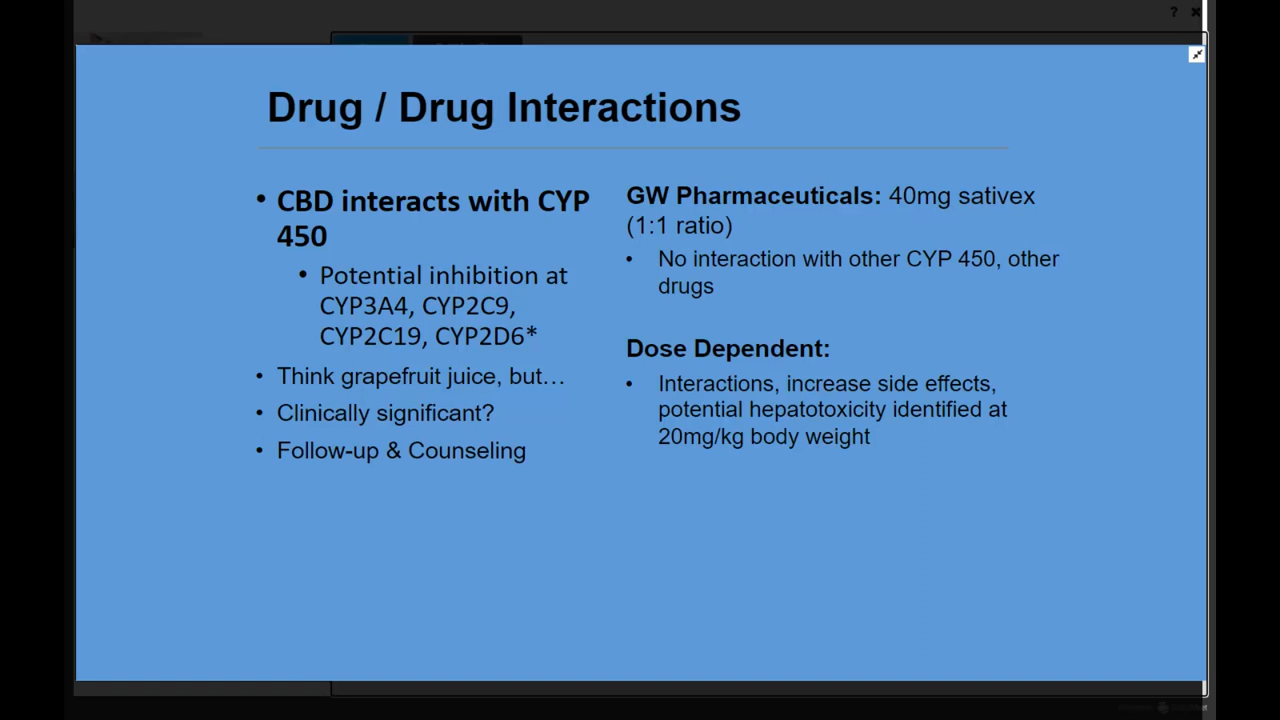 Drug / Drug Interactions
• CBD interacts with CYP
450
• Potential inhibition at
CYP3A4, CYP2C9,
CYP2C19, CYP2D6*
• Think grapefruit juice, but…
• Clinically significant?
• Follow-up & Counseling
GW Pharmaceuticals: 40mg sativex
(1:1 ratio)
• No interaction with other CYP 450, other
drugs
Dose Dependent:
• Interactions, increase side effects,
potential hepatotoxicity identified at
20mg/kg body weight